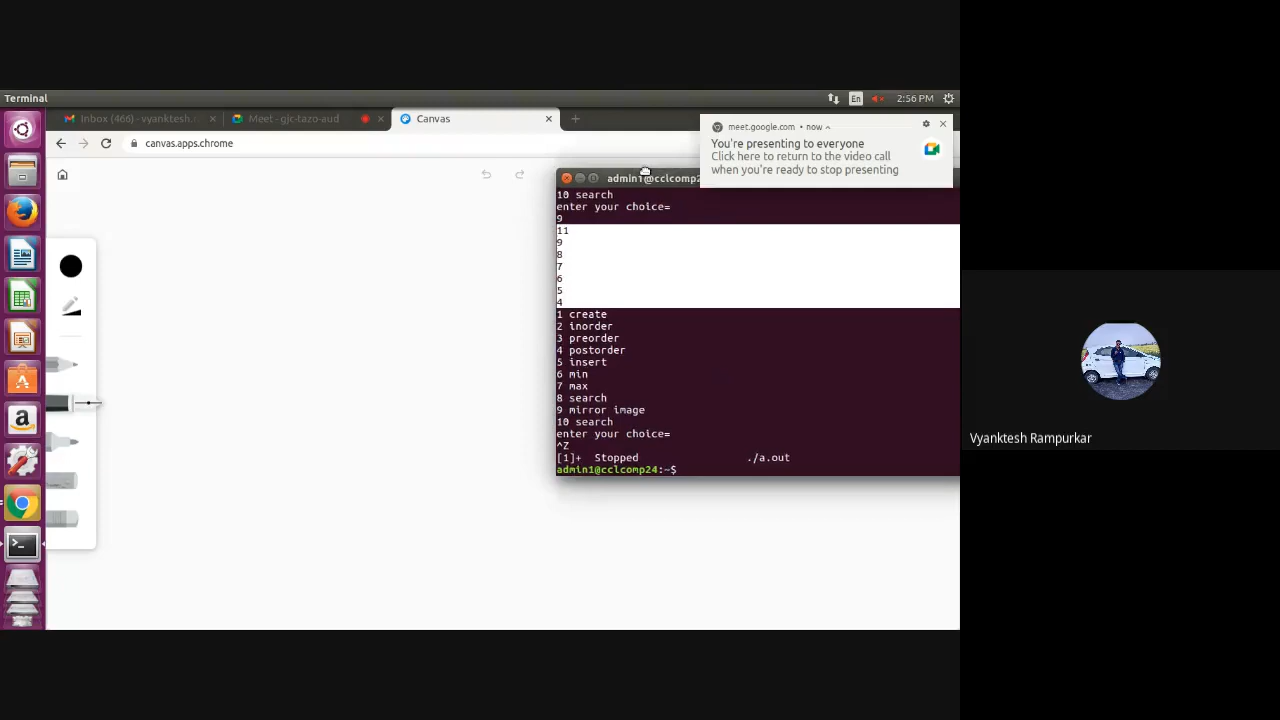 Terminal
En
2:56 PM
Inbox (466) - vyanktesh.
Meet - gjc-tazo-aud
Canvas
canvas.apps.chrome
meet.google.com • now
You're presenting to everyone
Click here to return to the video call
when you're ready to stop presenting
admin1@cclcomp2
10 search
enter your choice=
9
11
9
8
7
6
5
4
1 create
2 inorder
3 preorder
4 postorder
5 insert
6 min
7 max
8 search
9 mirror image
10 search
enter your choice=
^Z
[1]+  Stopped                 ./a.out
admin1@cclcomp24:~$
Vyanktesh Rampurkar